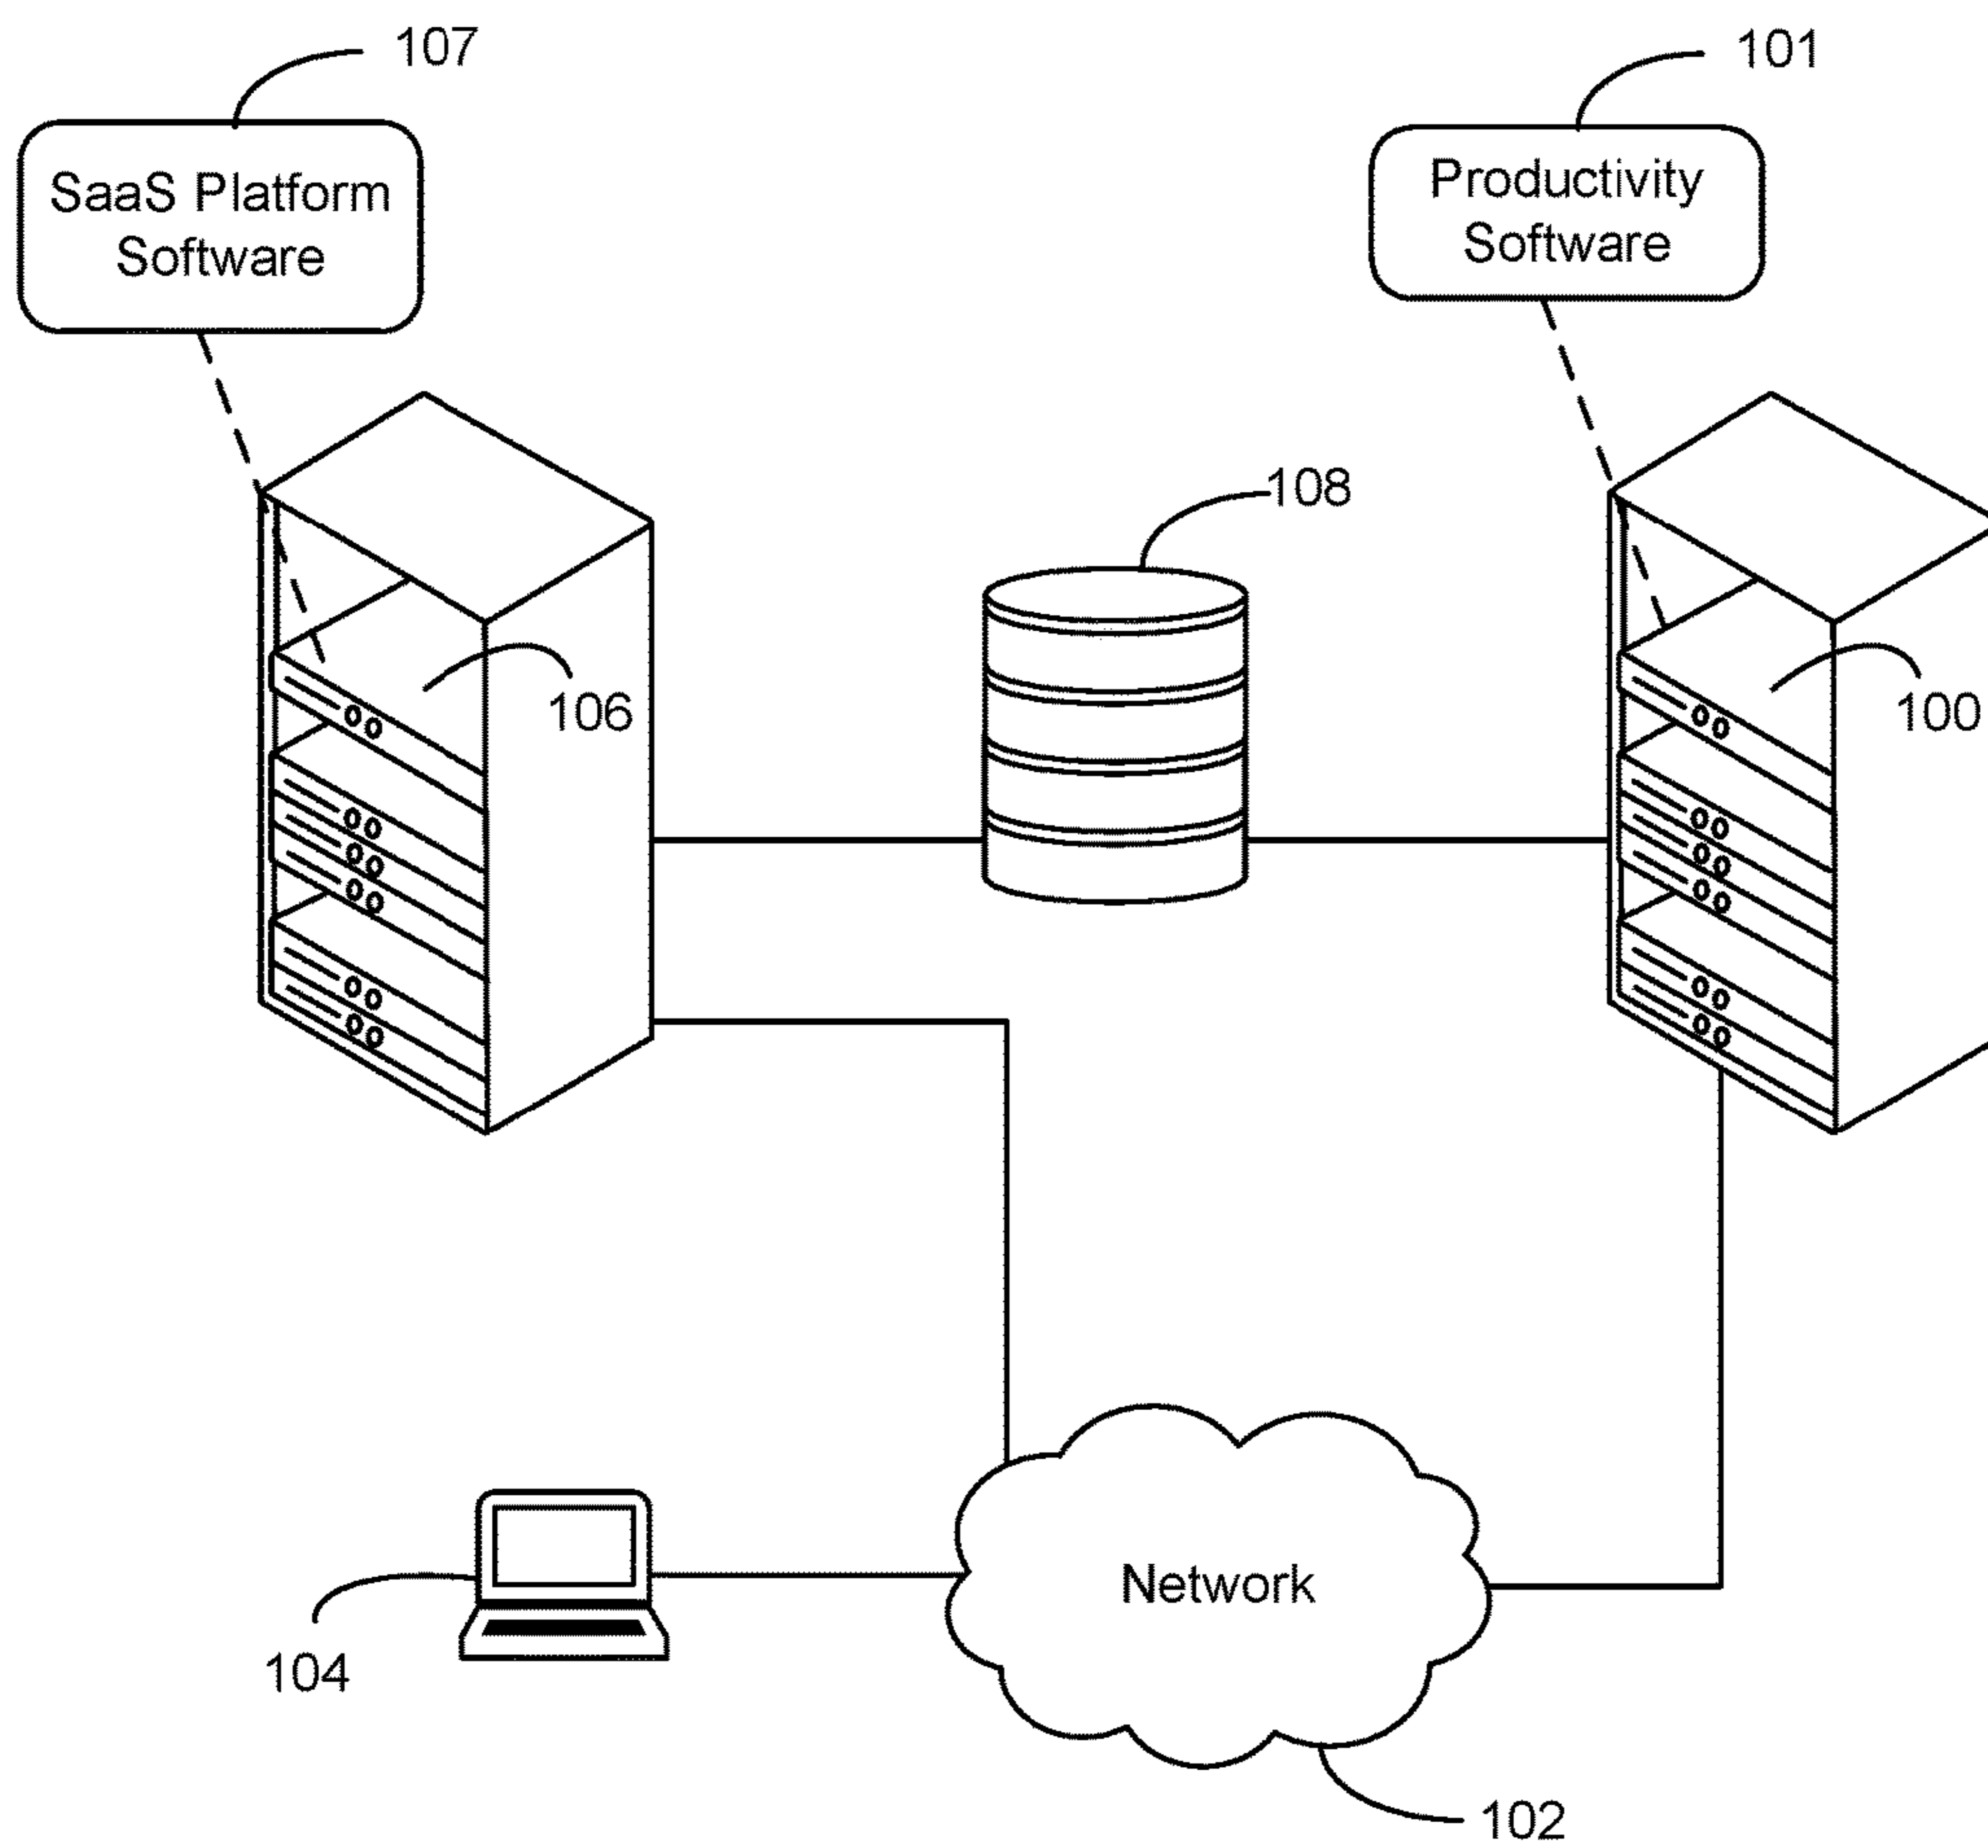 107
101
SaaS Platform
Software
Productivity
Software
108
106
100
Network
104
102